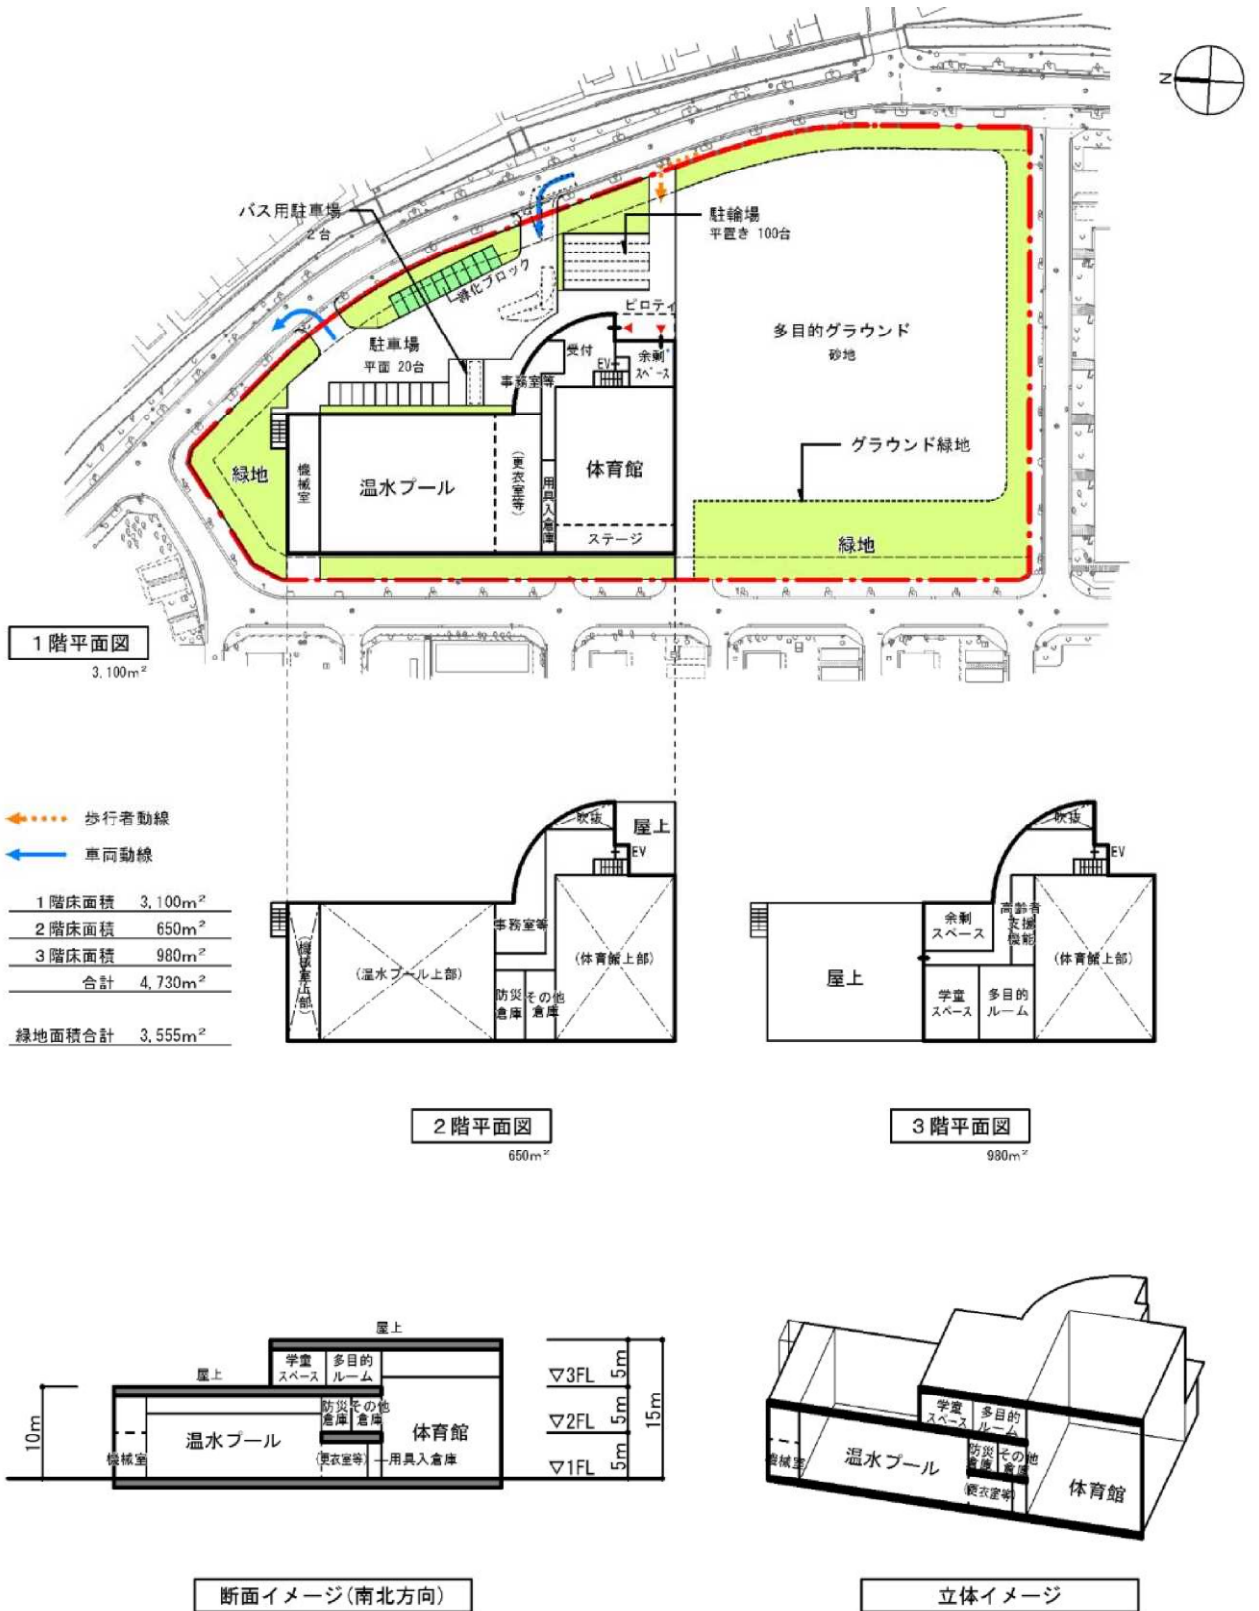 N
バス用駐車場
2台
駐輪場
平置き 100台
緑化ブロック
ピロティ
多目的グラウンド
砂地
駐車場
平面 20台
受付
EV
余剰
スペース
事務室等
グラウンド緑地
緑地
機械室
温水プール
(更衣室等)
用具入倉庫
体育館
ステージ
緑地
1階平面図
3,100m²
歩行者動線
車両動線
1階床面積 3,100m²
2階床面積 650m²
3階床面積 980m²
合計 4,730m²
緑地面積合計 3,555m²
吹抜
屋上
EV
事務室等
(機械室上部)
(温水プール上部)
(体育館上部)
防災
倉庫
その他
倉庫
2階平面図
650m²
吹抜
EV
余剰
スペース
高齢者
支援
機能
(体育館上部)
屋上
学童
スペース
多目的
ルーム
3階平面図
980m²
屋上
屋上
学童
スペース
多目的
ルーム
防災
倉庫
その他
倉庫
10m
機械室
温水プール
(更衣室等)
用具入倉庫
体育館
▽3FL
▽2FL
▽1FL
5m
5m
5m
15m
断面イメージ(南北方向)
学童
スペース
多目的
ルーム
防災
倉庫
その他
倉庫
機械室
温水プール
(更衣室等)
体育館
立体イメージ